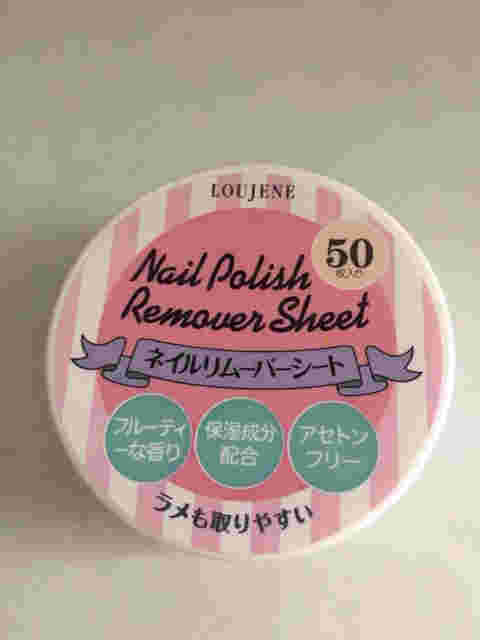 LOUJENE
50
枚入り
Nail Polish
Remover Sheet
ネイルリムーバーシート
フルーティ
ーな香り
保湿成分
配合
アセトン
フリー
ラメも取りやすい